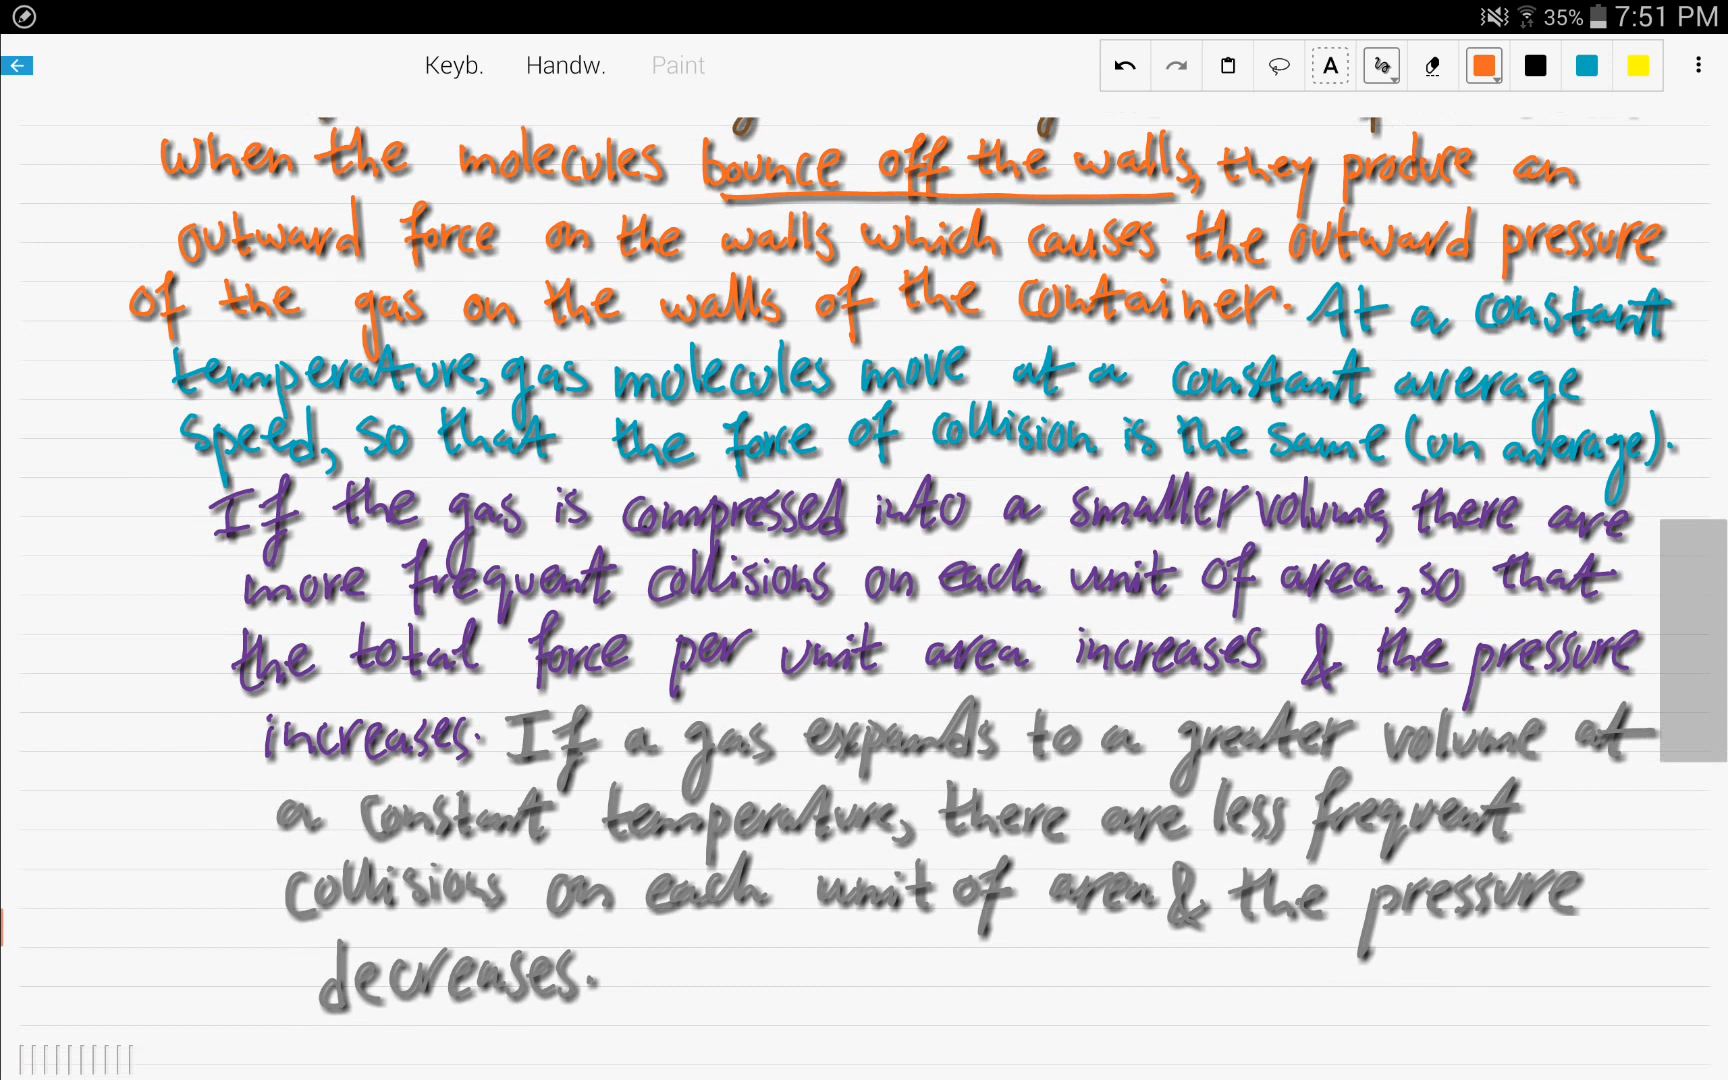 35% 7:51 PM
Keyb. Handw. Paint
A
When the molecules bounce off the walls, they produce an
outward force on the walls which causes the outward pressure
of the gas on the walls of the container. At a constant
temperature, gas molecules move at a constant average
speed, so that the force of collision is the same (on average).
If the gas is compressed into a smaller volume, there are
more frequent collisions on each unit of area, so that
the total force per unit area increases & the pressure
increases. If a gas expands to a greater volume at
a constant temperature, there are less frequent
collisions on each unit of area & the pressure
decreases.